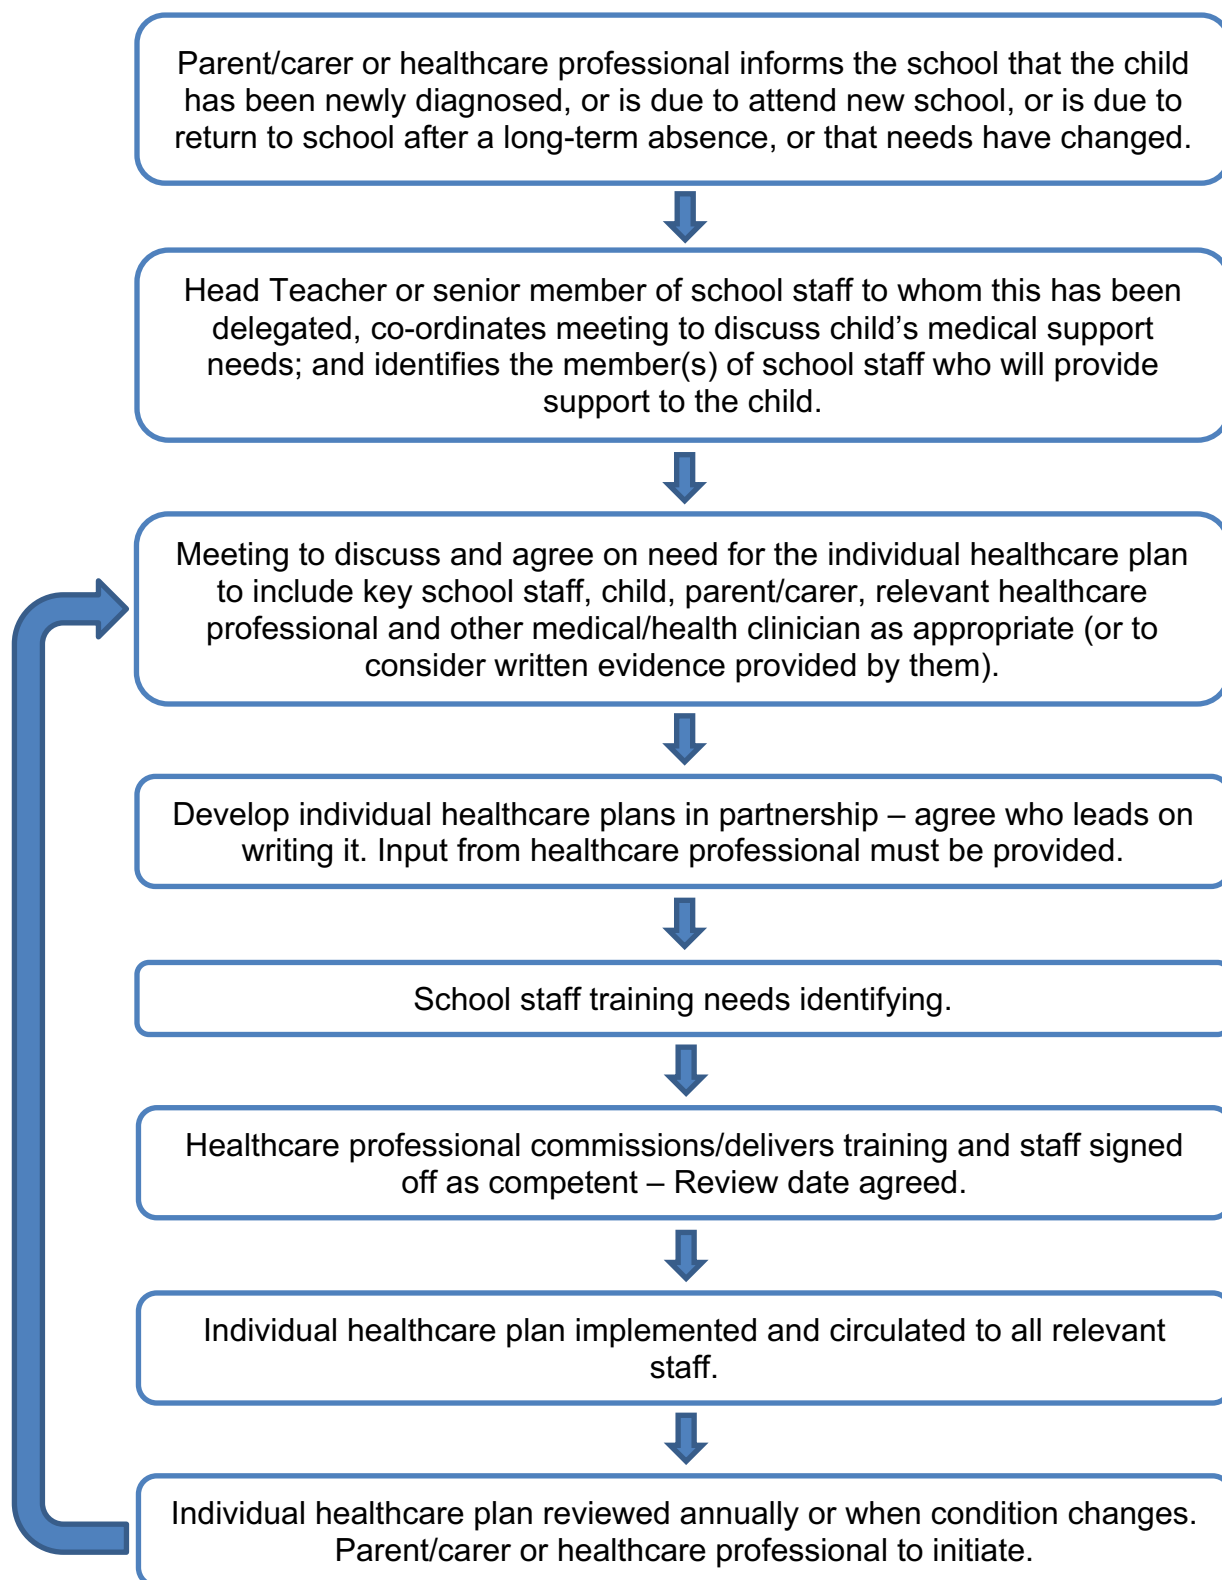 Parent/carer or healthcare professional informs the school that the child
has been newly diagnosed, or is due to attend new school, or is due to
return to school after a long-term absence, or that needs have changed.
Head Teacher or senior member of school staff to whom this has been
delegated, co-ordinates meeting to discuss child’s medical support
needs; and identifies the member(s) of school staff who will provide
support to the child.
Meeting to discuss and agree on need for the individual healthcare plan
to include key school staff, child, parent/carer, relevant healthcare
professional and other medical/health clinician as appropriate (or to
consider written evidence provided by them).
Develop individual healthcare plans in partnership – agree who leads on
writing it. Input from healthcare professional must be provided.
School staff training needs identifying.
Healthcare professional commissions/delivers training and staff signed
off as competent – Review date agreed.
Individual healthcare plan implemented and circulated to all relevant
staff.
Individual healthcare plan reviewed annually or when condition changes.
Parent/carer or healthcare professional to initiate.